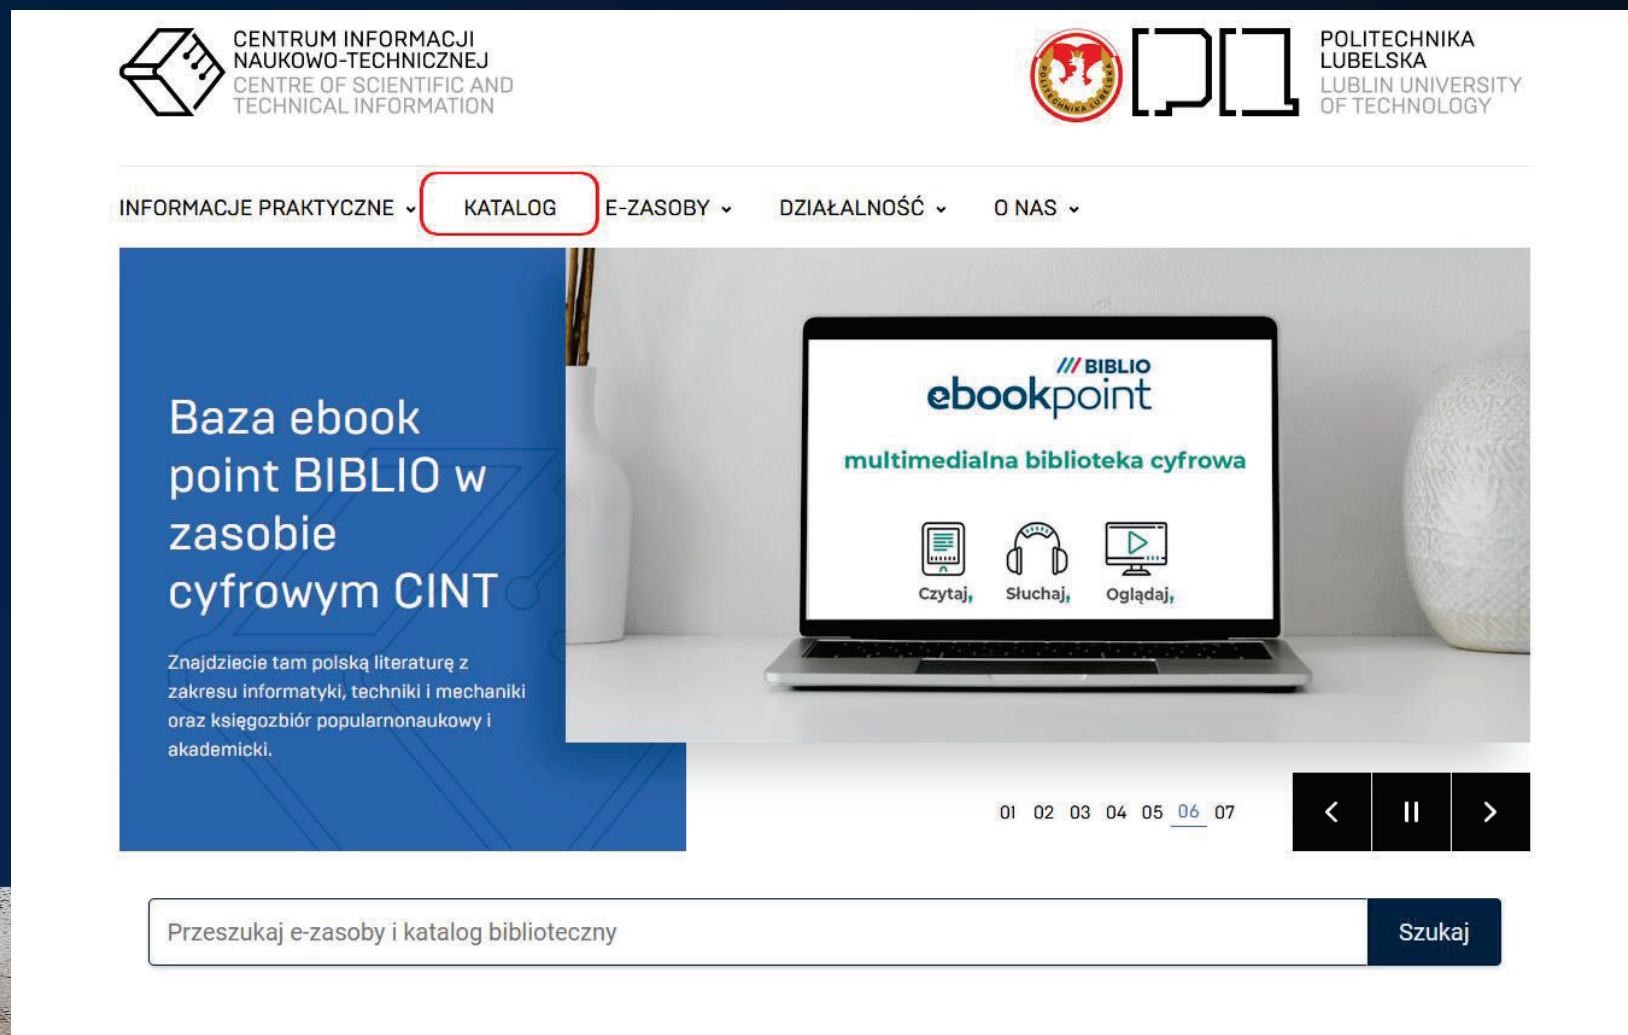 CENTRUM INFORMACJI
NAUKOWO-TECHNICZNEJ
CENTRE OF SCIENTIFIC AND
TECHNICAL INFORMATION
POLITECHNIKA LUBELSKA
POLITECHNIKA
LUBELSKA
LUBLIN UNIVERSITY
OF TECHNOLOGY
INFORMACJE PRAKTYCZNE KATALOG E-ZASOBY DZIAŁALNOŚĆ O NAS
Baza ebook
point BIBLIO w
zasobie
cyfrowym CINT
Znajdziecie tam polską literaturę z
zakresu informatyki, techniki i mechaniki
oraz księgozbiór popularnonaukowy i
akademicki.
/// BIBLIO
ebookpoint
multimedialna biblioteka cyfrowa
Czytaj, Słuchaj, Oglądaj,
01 02 03 04 05 06 07
Przeszukaj e-zasoby i katalog biblioteczny
Szukaj